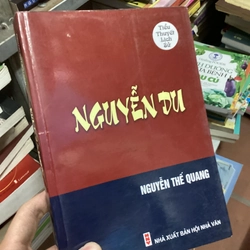 Tiểu
Thuyết
Lịch
Sử
NGUYỄN DU
NGUYỄN THẾ QUANG
NHÀ XUẤT BẢN HỘI NHÀ VĂN